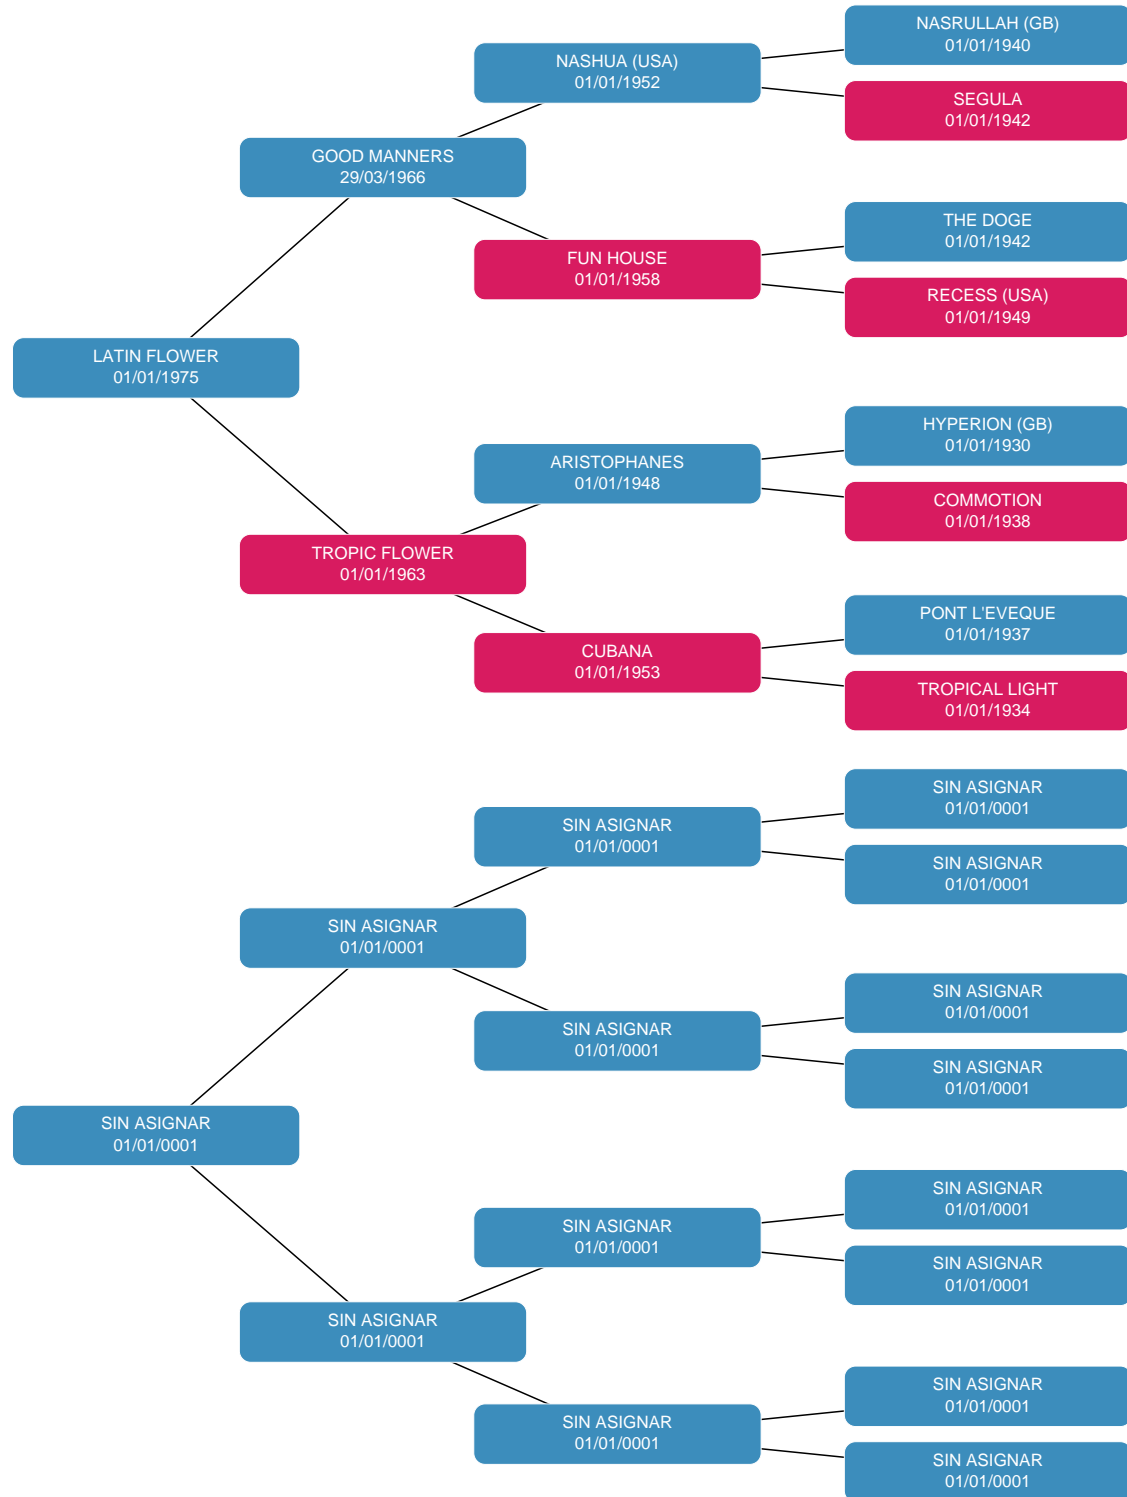 NASRULLAH (GB)
01/01/1940
NASHUA (USA)
01/01/1952
SEGULA
01/01/1942
GOOD MANNERS
29/03/1966
THE DOGE
01/01/1942
FUN HOUSE
01/01/1958
RECESS (USA)
01/01/1949
LATIN FLOWER
01/01/1975
HYPERION (GB)
01/01/1930
ARISTOPHANES
01/01/1948
COMMOTION
01/01/1938
TROPIC FLOWER
01/01/1963
PONT L'EVEQUE
01/01/1937
CUBANA
01/01/1953
TROPICAL LIGHT
01/01/1934
SIN ASIGNAR
01/01/0001
SIN ASIGNAR
01/01/0001
SIN ASIGNAR
01/01/0001
SIN ASIGNAR
01/01/0001
SIN ASIGNAR
01/01/0001
SIN ASIGNAR
01/01/0001
SIN ASIGNAR
01/01/0001
SIN ASIGNAR
01/01/0001
SIN ASIGNAR
01/01/0001
SIN ASIGNAR
01/01/0001
SIN ASIGNAR
01/01/0001
SIN ASIGNAR
01/01/0001
SIN ASIGNAR
01/01/0001
SIN ASIGNAR
01/01/0001
SIN ASIGNAR
01/01/0001